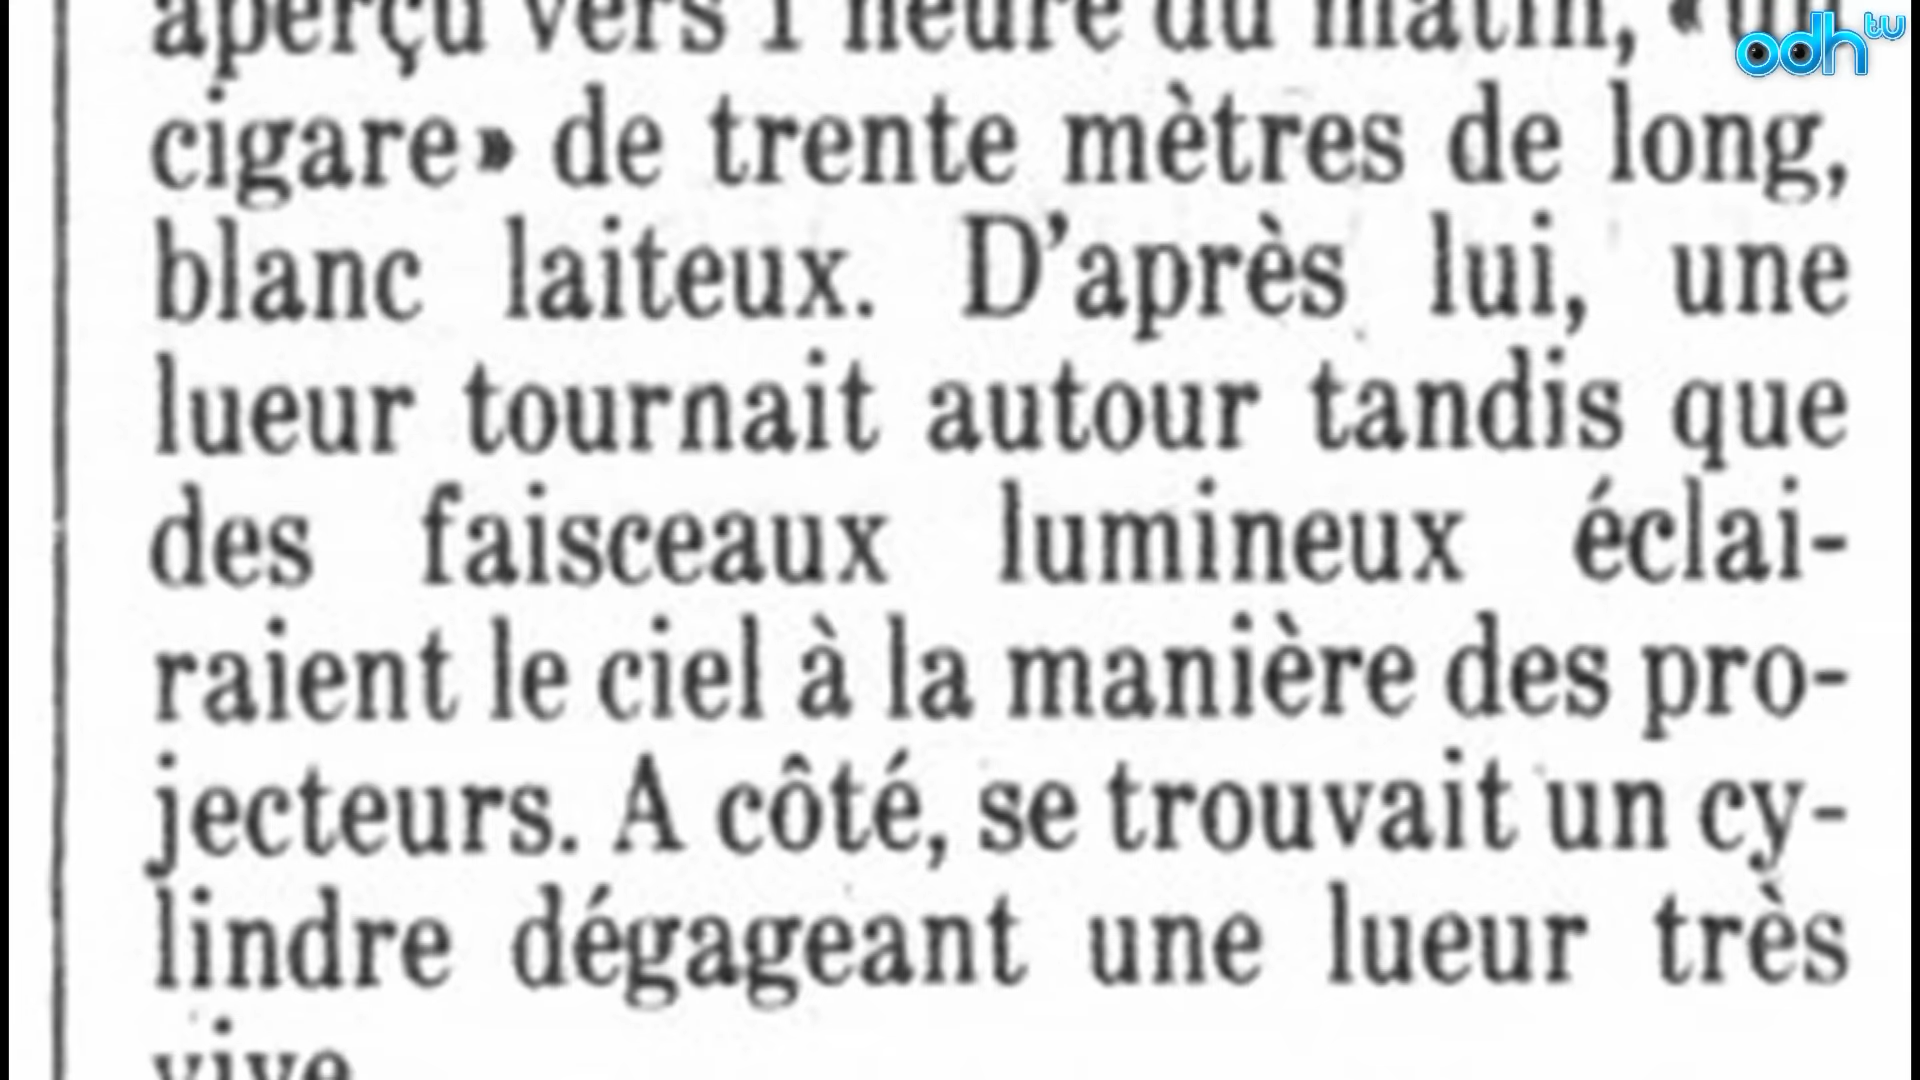 aperçu vers 1 heure du matin, «un
odh tv
cigare» de trente mètres de long,
blanc laiteux. D'après lui, une
lueur tournait autour tandis que
des faisceaux lumineux éclai-
raient le ciel à la manière des pro-
jecteurs. A côté, se trouvait un cy-
lindre dégageant une lueur très
vive